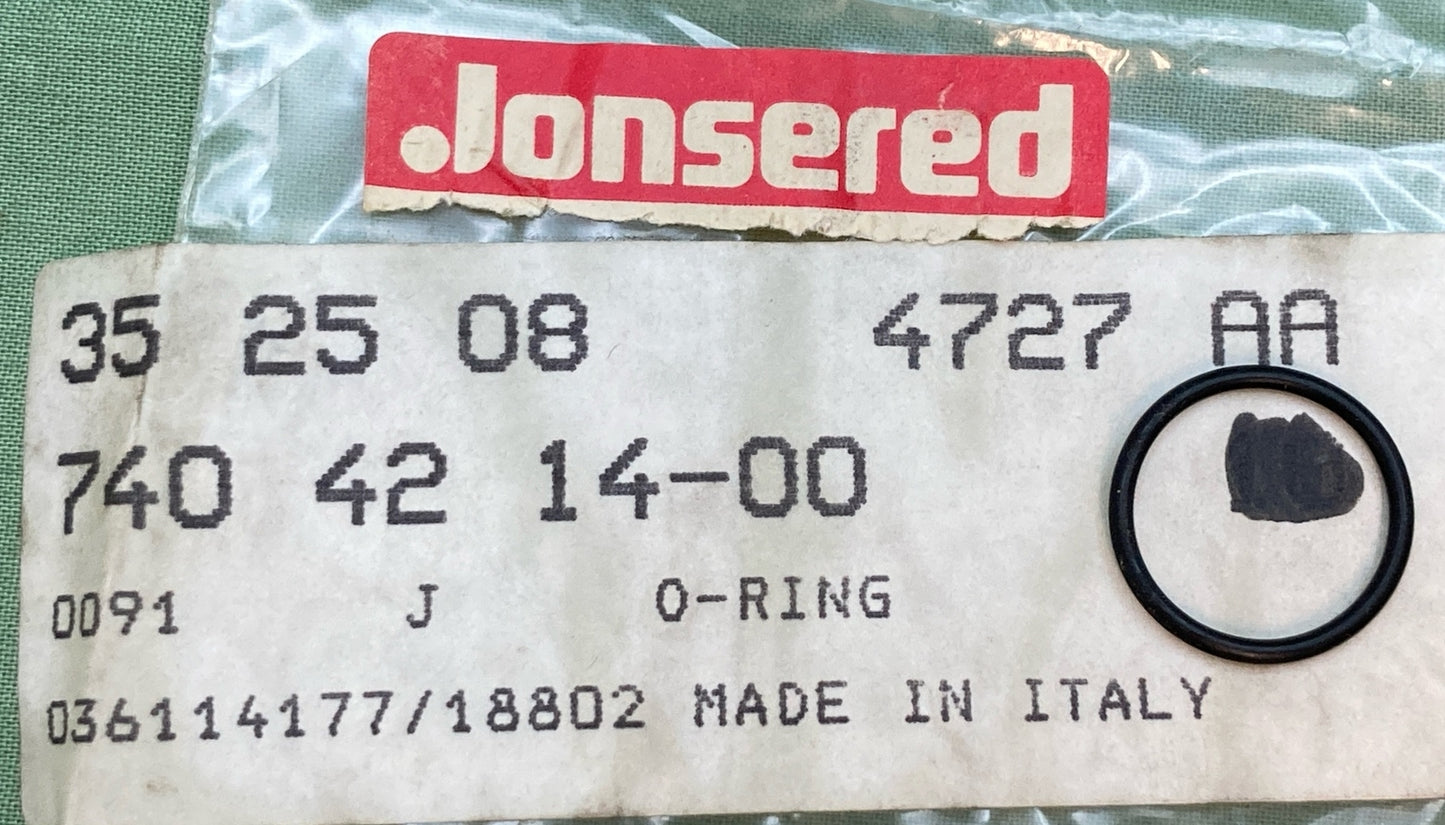 Jonsered
35 25 08 4727 AA
740 42 14-00
0091 J O-RING
036114177/18802 MADE IN ITALY